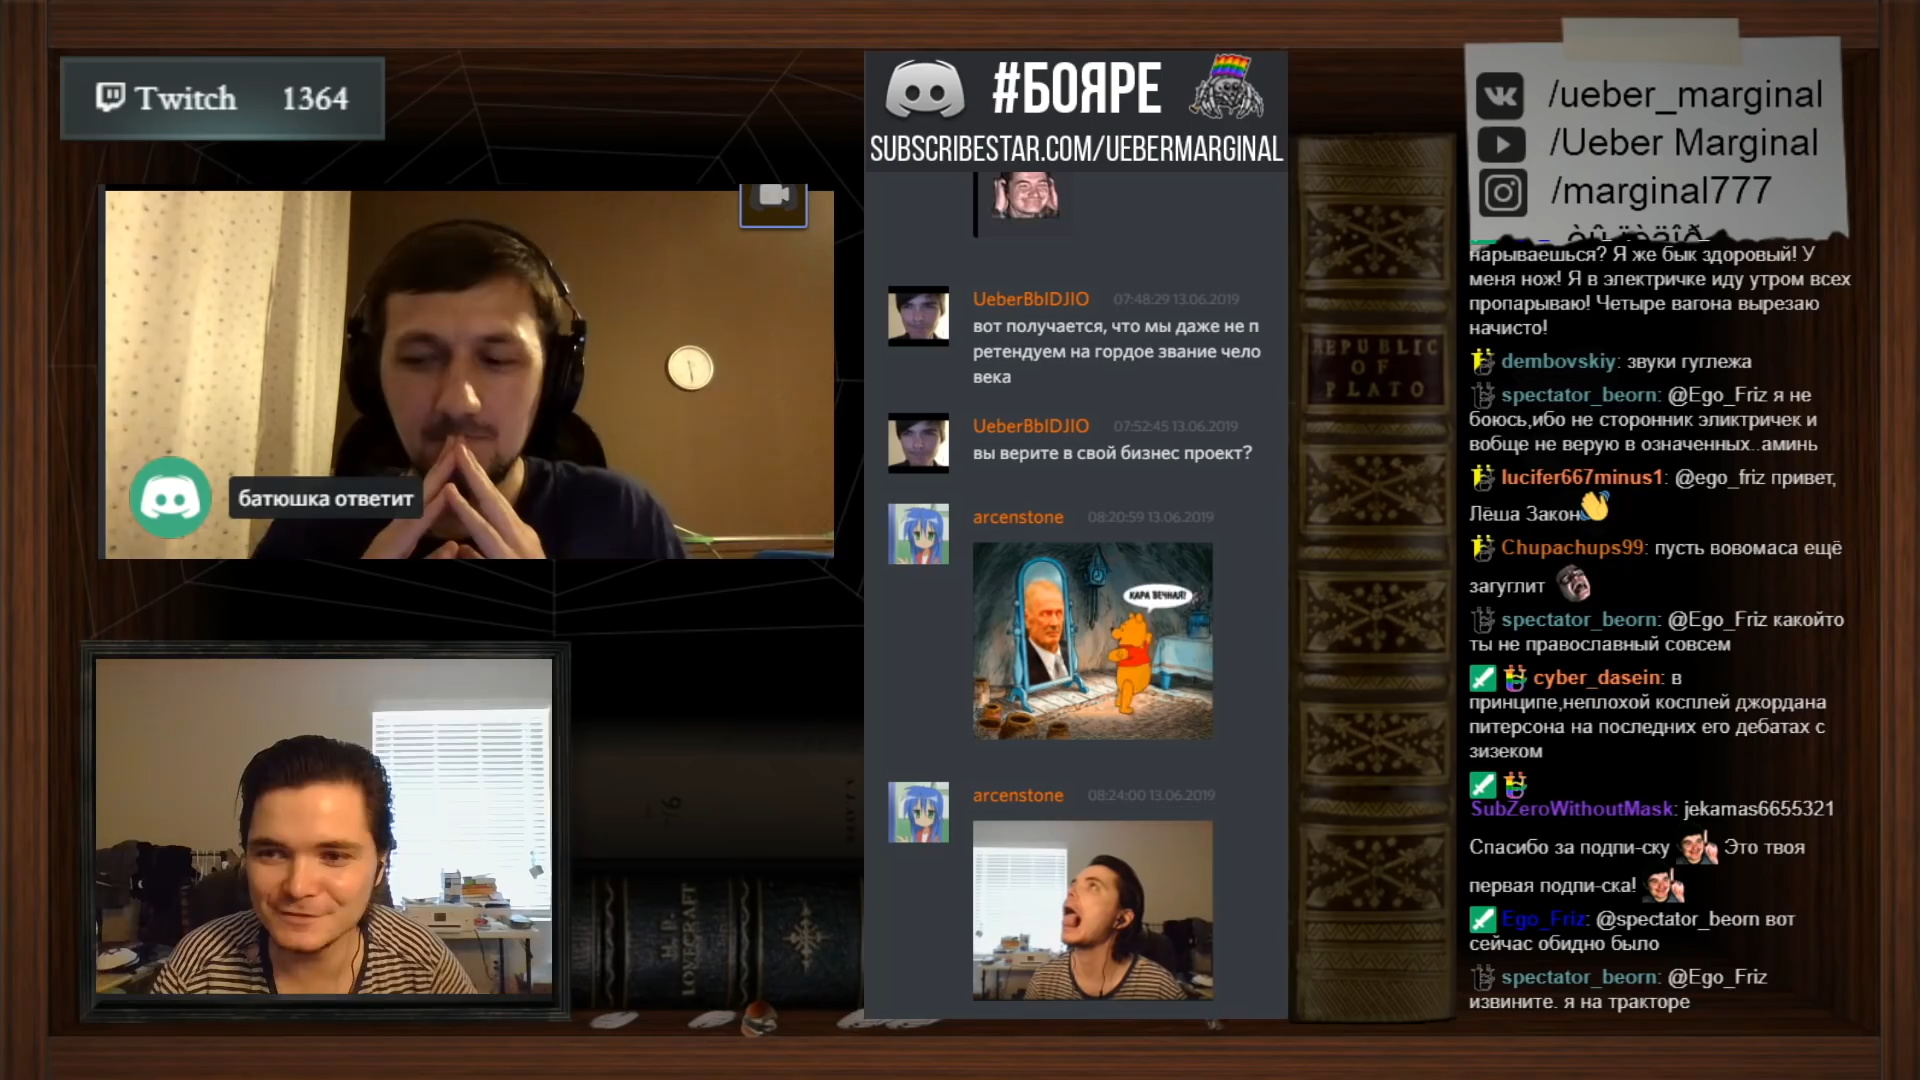 Twitch 1364
батюшка ответит
#БОЯРЕ
SUBSCRIBESTAR.COM/UEBERMARGINAL
UeberBbIDJIO 07:48:29 13.06.2019
вот получается, что мы даже не п
ретендуем на гордое звание чело
века
UeberBbIDJIO 07:52:45 13.06.2019
вы верите в свой бизнес проект?
arcenstone 08:20:59 13.06.2019
КАРА ВЕЧНАЯ!
arcenstone 08:24:00 13.06.2019
H. P.
LOVECRAFT
REPUBLIC
OF
PLATO
/ueber_marginal
/Ueber Marginal
/marginal777
нарываешься? Я же бык здоровый! У
меня нож! Я в электричке иду утром всех
пропарываю! Четыре вагона вырезаю
начисто!
dembovskiy: звуки гуглежа
spectator_beorn: @Ego_Friz я не
боюсь,ибо не сторонник эликтричек и
вобще не верую в означенных..аминь
lucifer667minus1: @ego_friz привет,
Лёша Закон
Chupachups99: пусть вовомаса ещё
загуглит
spectator_beorn: @Ego_Friz какойто
ты не православный совсем
cyber_dasein: в
принципе,неплохой косплей джордана
питерсона на последних его дебатах с
зизеком
SubZeroWithoutMask: jekamas6655321
Спасибо за подпи-ску Это твоя
первая подпи-ска!
Ego_Friz: @spectator_beorn вот
сейчас обидно было
spectator_beorn: @Ego_Friz
извините. я на тракторе